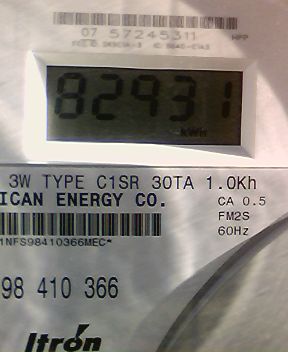 07 57245311
82931
kWh
3W TYPE C1SR 30TA 1.0Kh
ICAN ENERGY CO.
CA 0.5
FM2S
60Hz
1NFS98410366MEC*
98 410 366
Itron